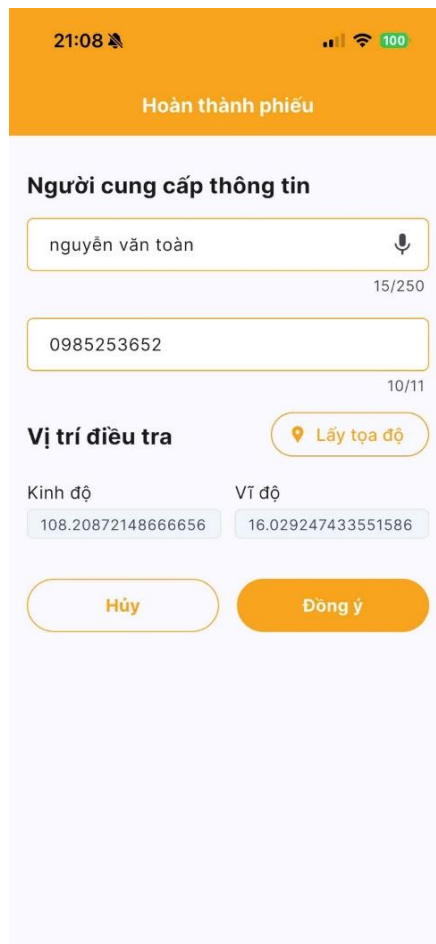 21:08
100
Hoàn thành phiếu
Người cung cấp thông tin
nguyễn văn toàn
15/250
0985253652
10/11
Vị trí điều tra
Lấy tọa độ
Kinh độ Vĩ độ
108.20872148666656 16.029247433551586
Hủy Đồng ý